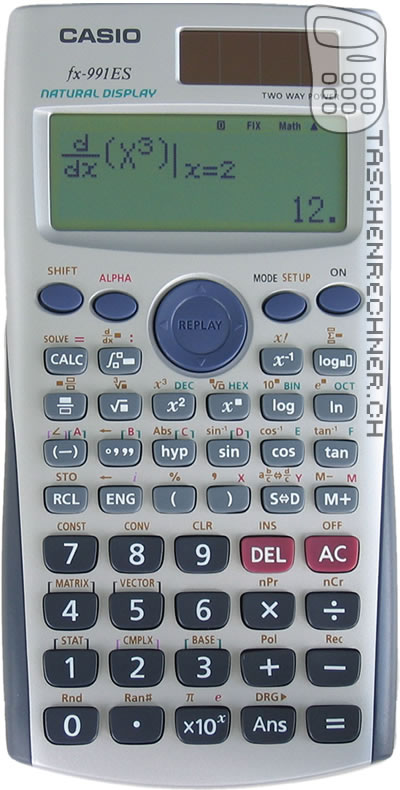 CASIO
fx-991ES
NATURAL DISPLAY
TWO WAY POWER
TASCHENRECHNER.CH
D FIX Math ▲
d/dx(X³)|x=2
12.
SHIFT ALPHA MODE SETUP ON
REPLAY
SOLVE = d/dx : x! Σ
CALC ∫ x⁻¹ log
³√ x³ DEC √ HEX 10 BIN e OCT
√ x² x log ln
∠ A ← B Abs C sin⁻¹ D cos⁻¹ E tan⁻¹ F
(−) °,,, hyp sin cos tan
STO ← i % , X a b/c⇔d/c Y M− M
RCL ENG ( ) S⇔D M+
CONST CONV CLR INS OFF
7 8 9 DEL AC
MATRIX VECTOR nPr nCr
4 5 6 × ÷
STAT CMPLX BASE Pol Rec
1 2 3 + −
Rnd Ran# π e DRG▶
0 . ×10ˣ Ans =